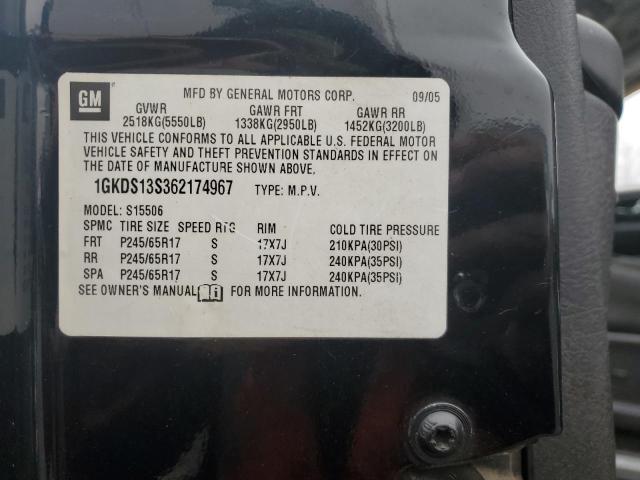 GM
MFD BY GENERAL MOTORS CORP. 09/05
GVWR GAWR FRT GAWR RR
2518KG(5550LB) 1338KG(2950LB) 1452KG(3200LB)
THIS VEHICLE CONFORMS TO ALL APPLICABLE U.S. FEDERAL MOTOR
VEHICLE SAFETY AND THEFT PREVENTION STANDARDS IN EFFECT ON
THE DATE OF MANUFACTURE SHOWN ABOVE.
1GKDS13S362174967 TYPE: M.P.V.
MODEL: S15506
SPMC TIRE SIZE SPEED RTG RIM COLD TIRE PRESSURE
FRT P245/65R17 S 17X7J 210KPA(30PSI)
RR P245/65R17 S 17X7J 240KPA(35PSI)
SPA P245/65R17 S 17X7J 240KPA(35PSI)
SEE OWNER'S MANUAL FOR MORE INFORMATION.